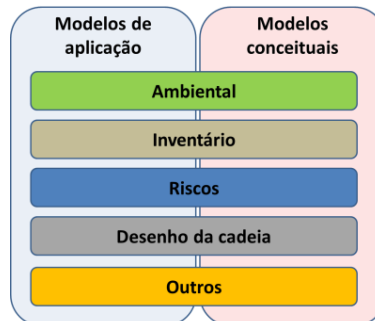 Modelos de
aplicação
Modelos
conceituais
Ambiental
Inventário
Riscos
Desenho da cadeia
Outros